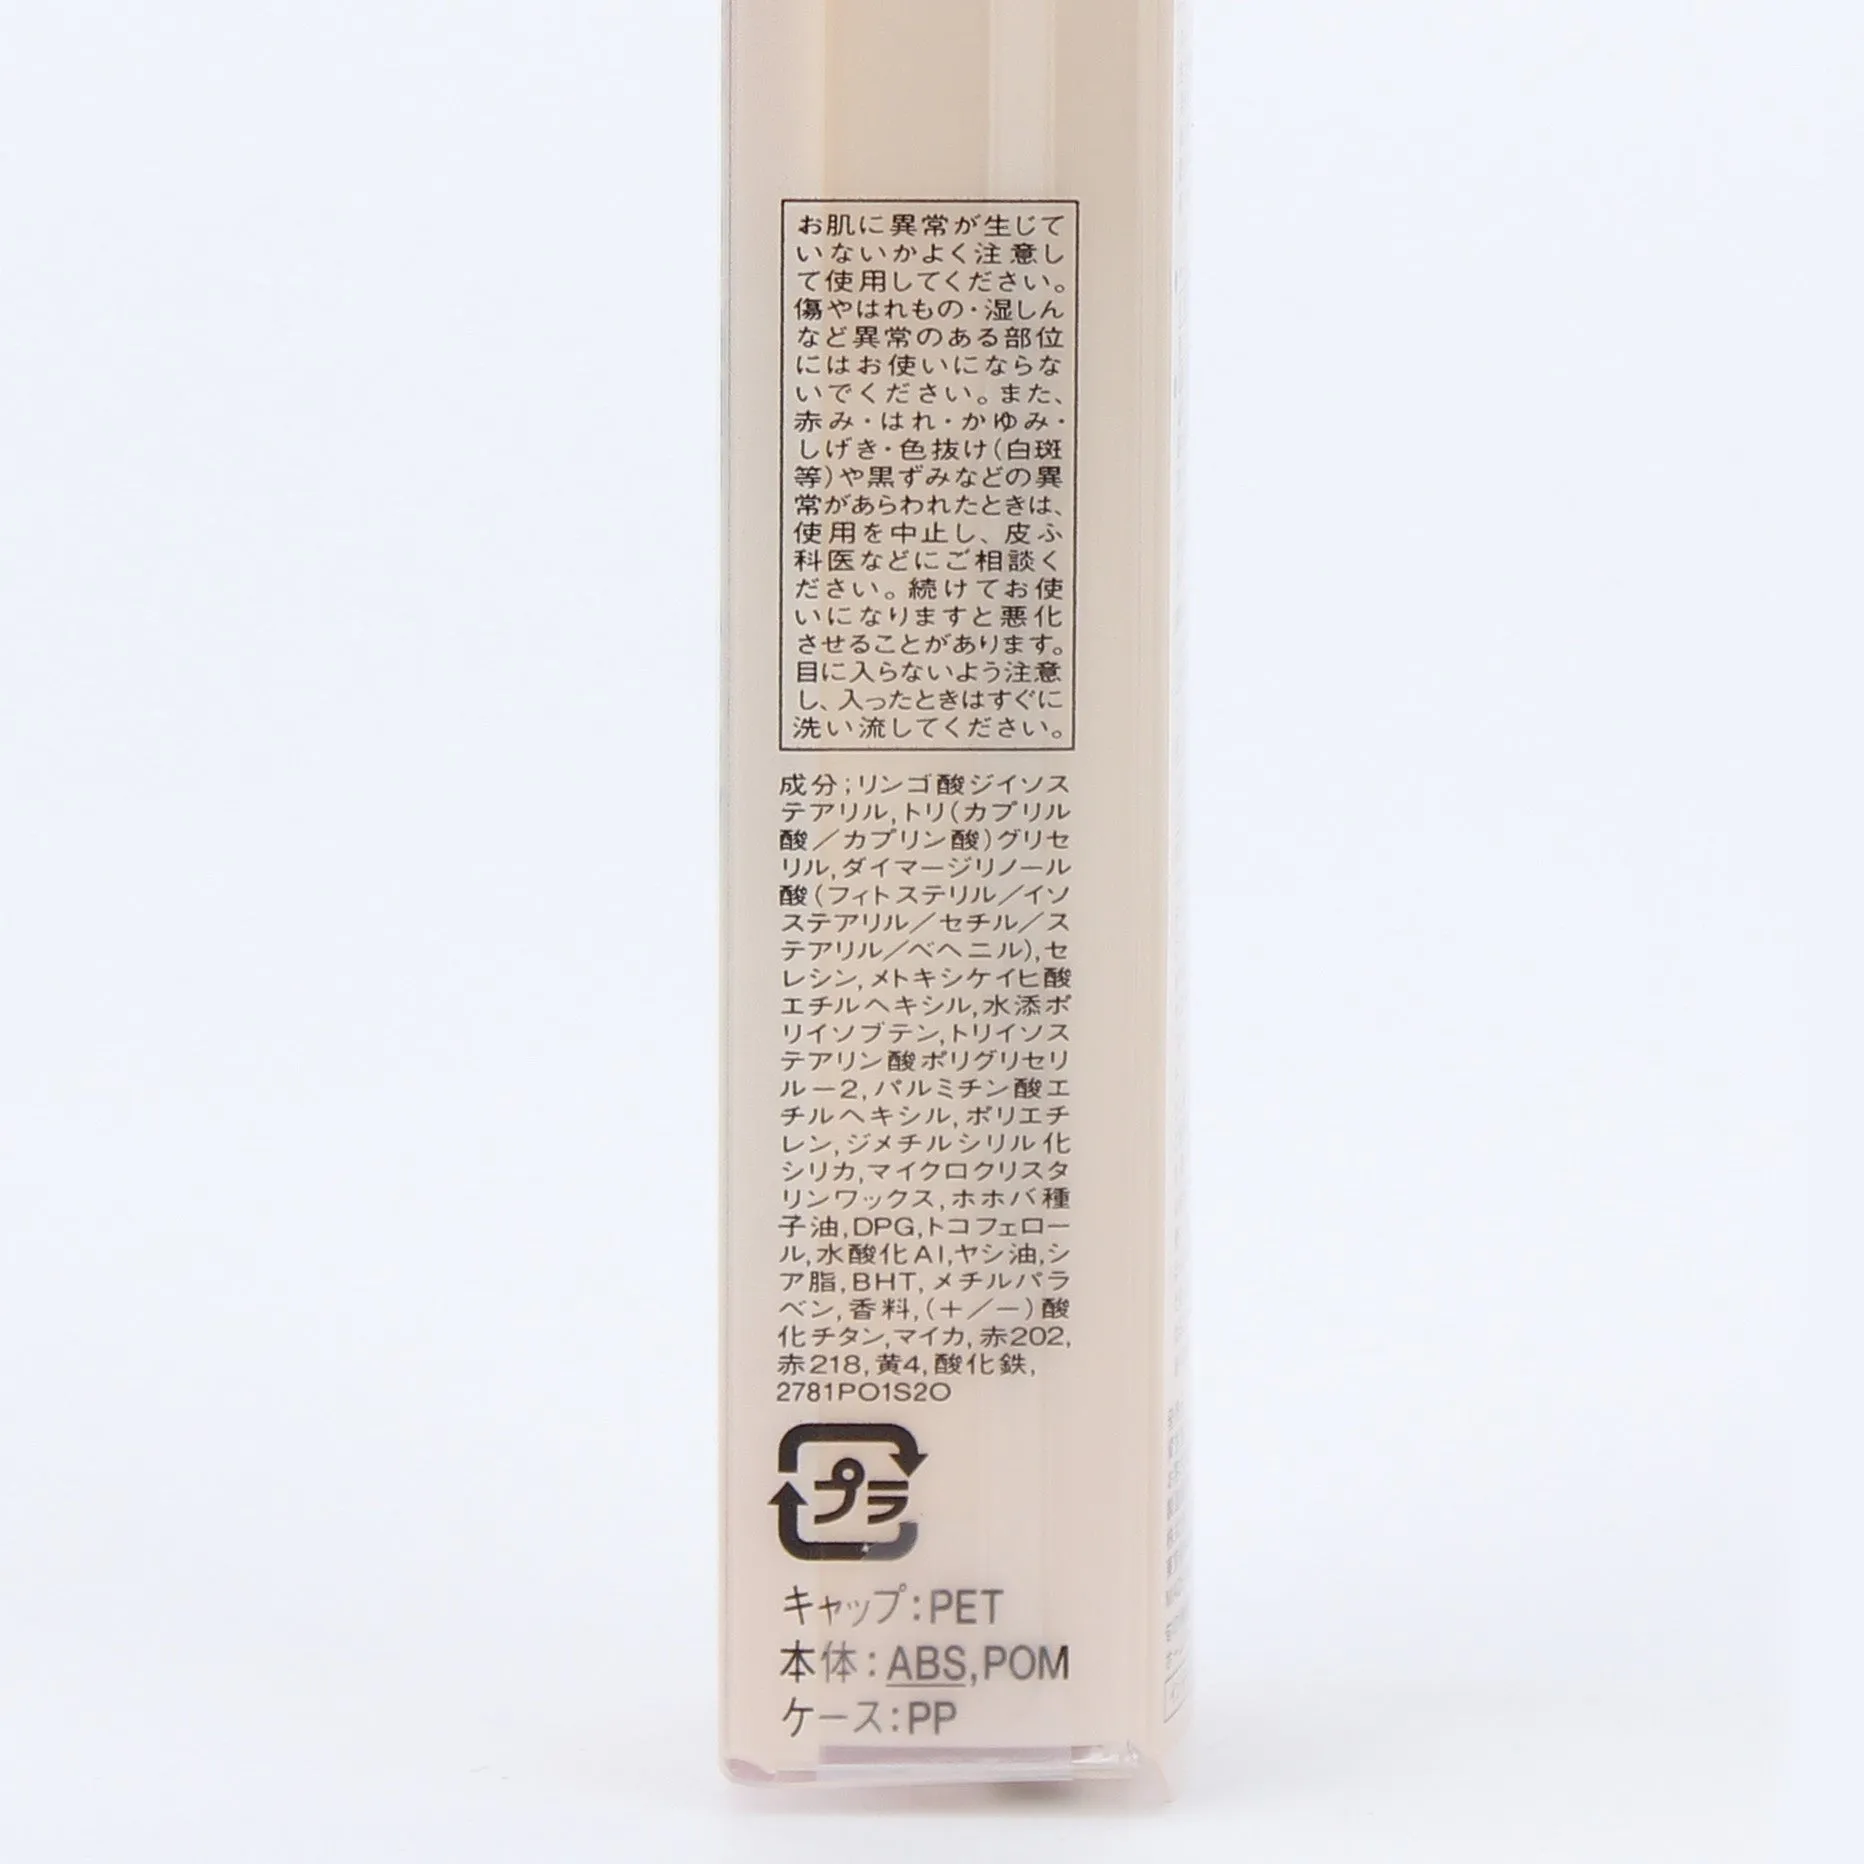 お肌に異常が生じて
いないかよく注意し
て使用してください。
傷やはれもの・湿しん
など異常のある部位
にはお使いにならな
いでください。また、
赤み・はれ・かゆみ・
しげき・色抜け(白斑
等)や黒ずみなどの異
常があらわれたときは、
使用を中止し、皮ふ
科医などにご相談く
ださい。続けてお使
いになりますと悪化
させることがあります。
目に入らないよう注意
し、入ったときはすぐに
洗い流してください。
成分;リンゴ酸ジイソス
テアリル,トリ(カプリル
酸/カプリン酸)グリセ
リル,ダイマージリノール
酸(フィトステリル/イソ
ステアリル/セチル/ス
テアリル/ベヘニル),セ
レシン,メトキシケイヒ酸
エチルヘキシル,水添ポ
リイソブテン,トリイソス
テアリン酸ポリグリセリ
ルー2,パルミチン酸エ
チルヘキシル,ポリエチ
レン,ジメチルシリル化
シリカ,マイクロクリスタ
リンワックス,ホホバ種
子油,DPG,トコフェロー
ル,水酸化Al,ヤシ油,シ
ア脂,BHT,メチルパラ
ベン,香料,(+/-)酸
化チタン,マイカ,赤202,
赤218,黄4,酸化鉄,
2781PO1S2O
プラ
キャップ:PET
本体:ABS,POM
ケース:PP